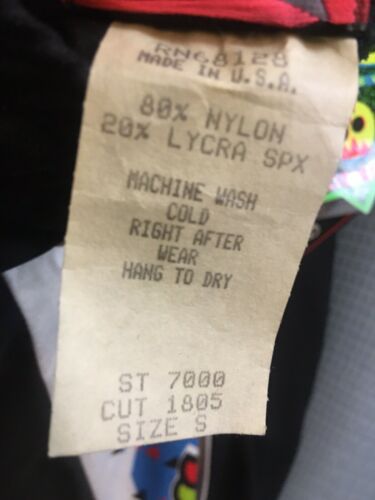 RN68128
MADE IN U.S.A.
80% NYLON
20% LYCRA SPX
MACHINE WASH
COLD
RIGHT AFTER
WEAR
HANG TO DRY
ST 7000
CUT 1805
SIZE S